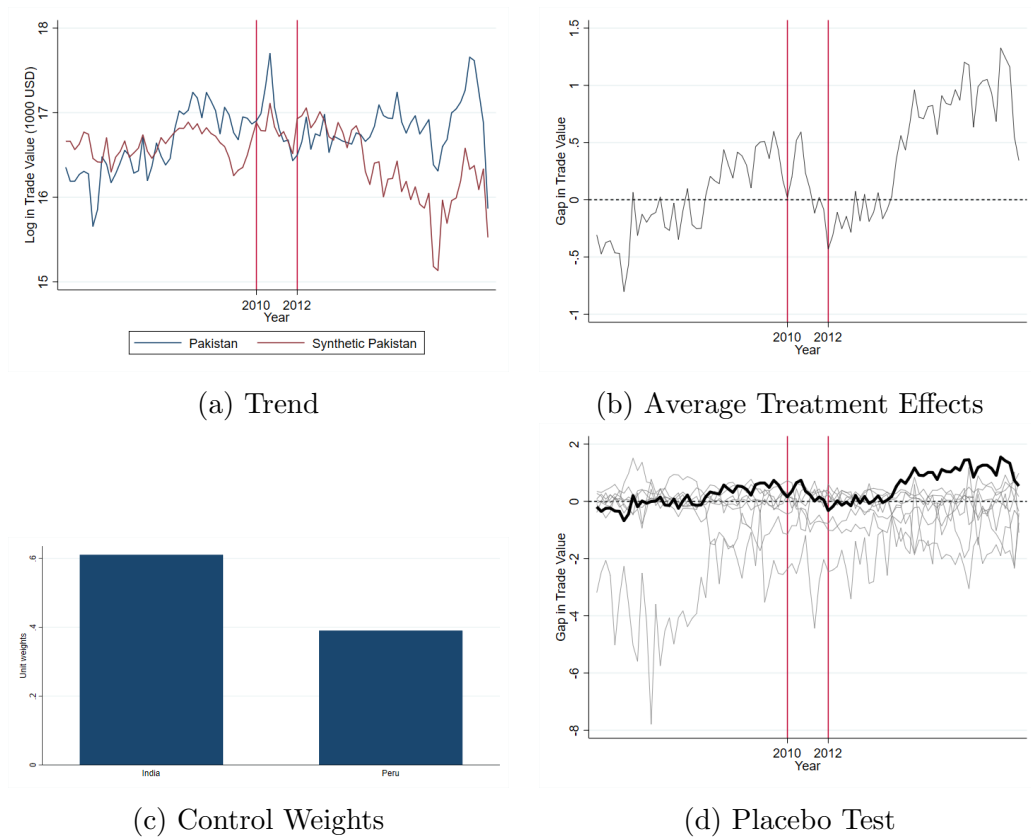 Log in Trade Value (1000 USD)
18
17
16
15
2010
2012
Year
Pakistan
Synthetic Pakistan
(a) Trend
Gap in Trade Value
1.5
1
.5
0
-.5
-1
2010
2012
Year
(b) Average Treatment Effects
Unit weights
.6
.4
.2
0
India
Peru
(c) Control Weights
Gap in Trade Value
2
0
-2
-4
-6
-8
2010
2012
Year
(d) Placebo Test